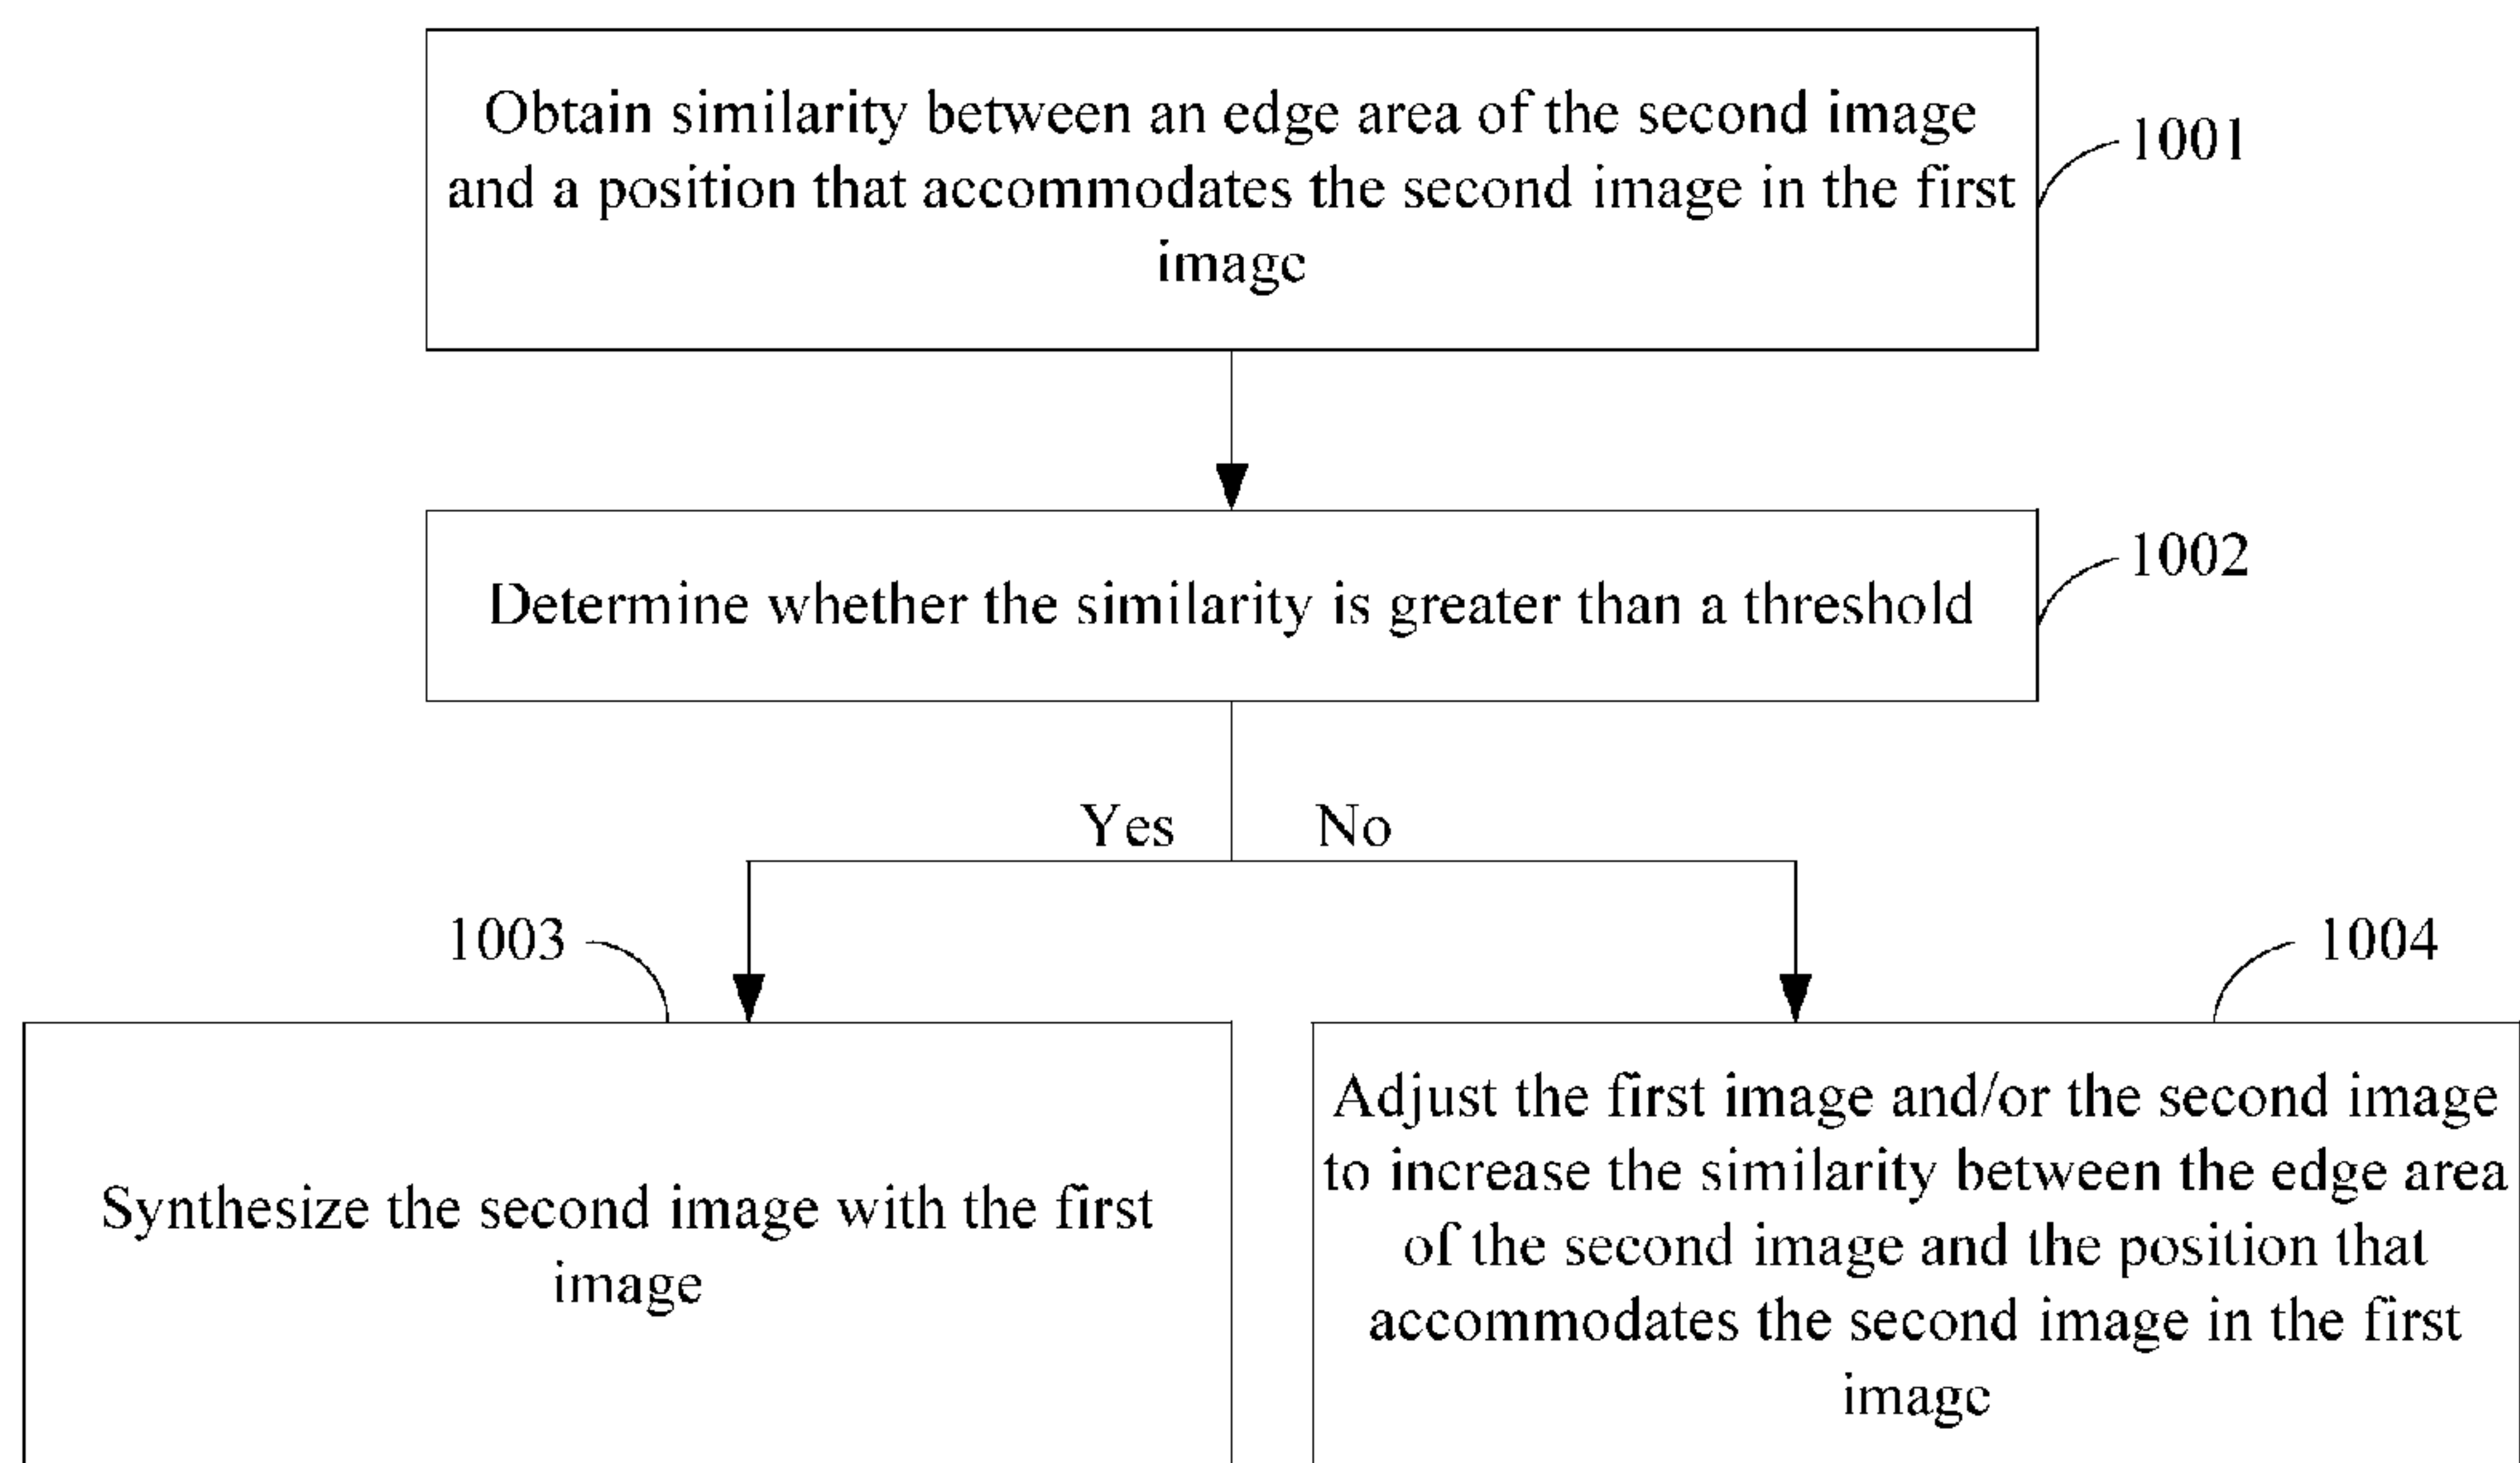 Obtain similarity between an edge area of the second image
and a position that accommodates the second image in the first
image
1001
Determine whether the similarity is greater than a threshold
1002
Yes
No
1003
1004
Synthesize the second image with the first
image
Adjust the first image and/or the second image
to increase the similarity between the edge area
of the second image and the position that
accommodates the second image in the first
image